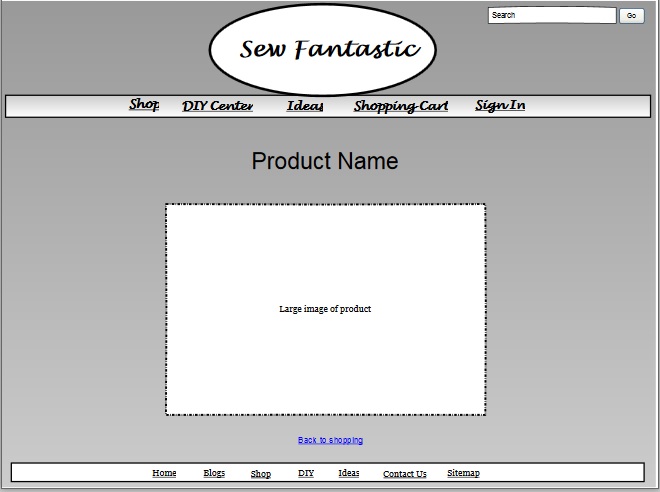 Search Go
Sew Fantastic
Shop DIY Center Ideas Shopping Cart Sign In
Product Name
Large image of product
Back to shopping
Home Blogs Shop DIY Ideas Contact Us Sitemap